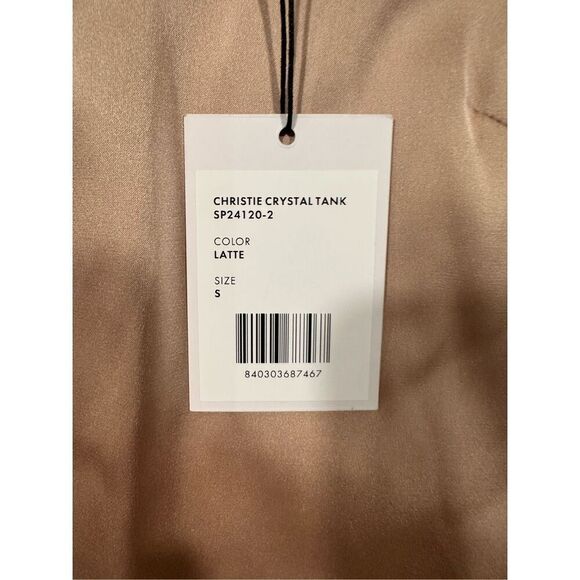 CHRISTIE CRYSTAL TANK
SP24120-2
COLOR
LATTE
SIZE
S
840303687467